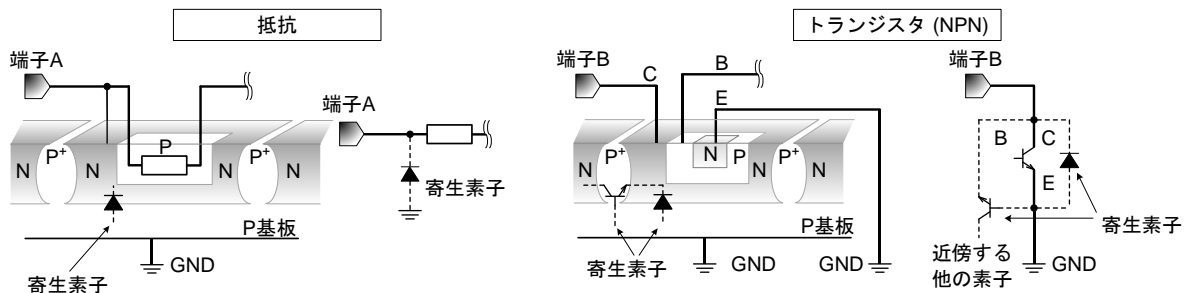 抵抗
端子A
N
P+
N
P
N
P+
N
寄生素子
P基板
GND
端子A
寄生素子
トランジスタ (NPN)
端子B
C
B
E
N
P+
N
N
P
N
P+
N
寄生素子
P基板
GND
GND
端子B
B
C
E
寄生素子
近傍する
他の素子
GND